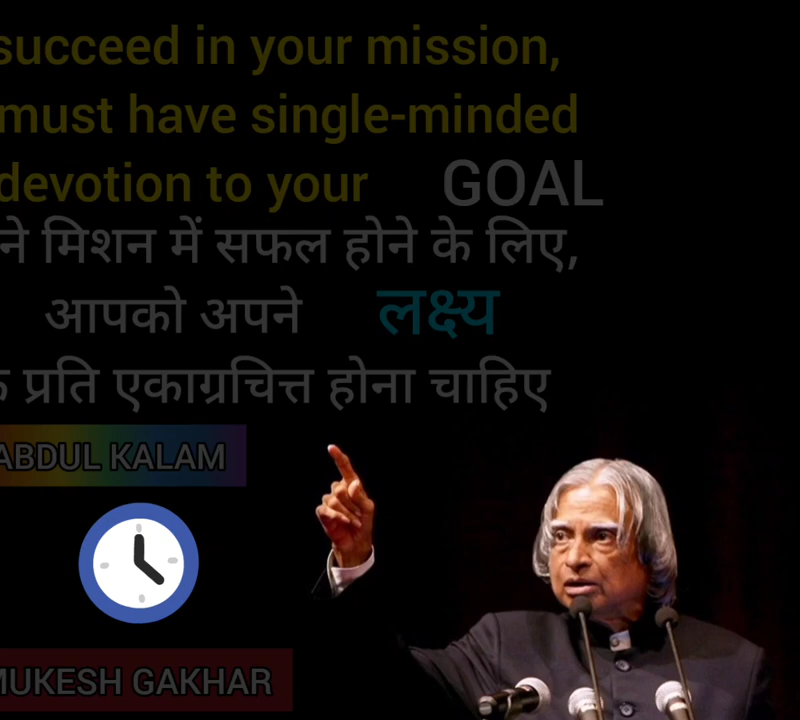 succeed in your mission,
must have single-minded
devotion to your GOAL
ने मिशन में सफल होने के लिए,
आपको अपने लक्ष्य
प्रति एकाग्रचित्त होना चाहिए
ABDUL KALAM
MUKESH GAKHAR